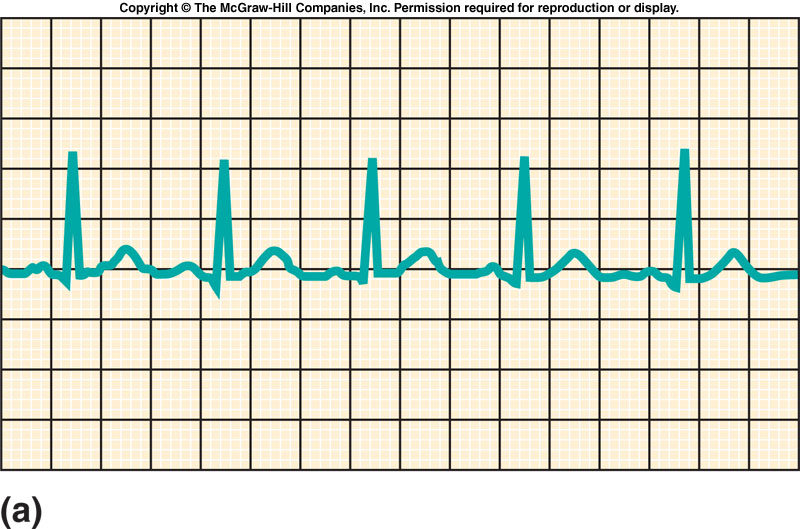 Copyright © The McGraw-Hill Companies, Inc. Permission required for reproduction or display.
(a)